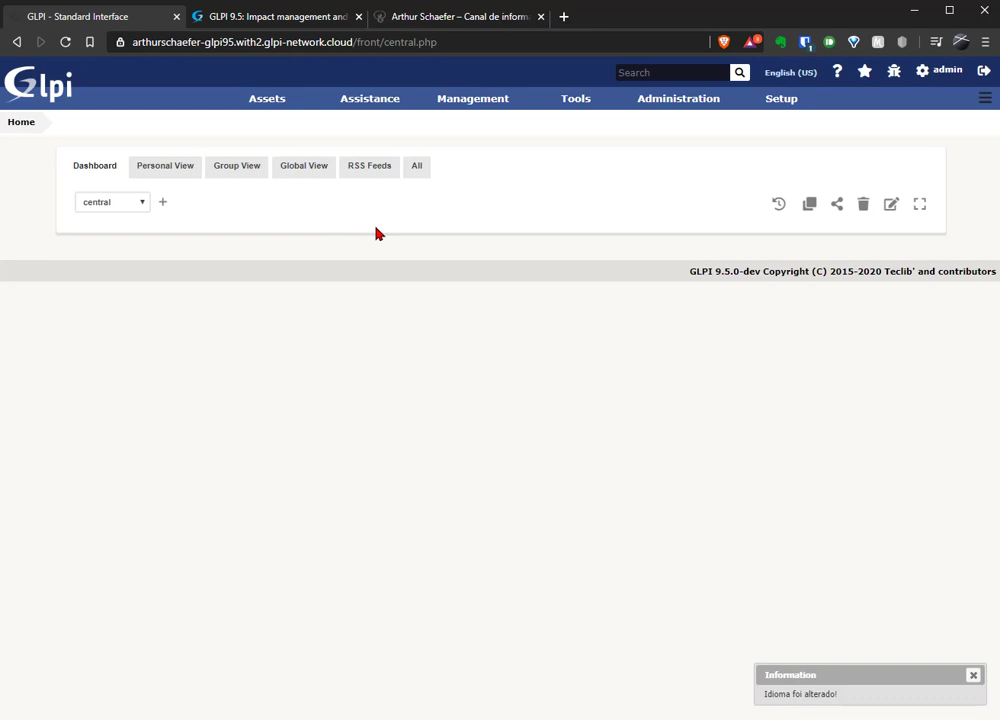 GLPI - Standard Interface
GLPI 9.5: Impact management and
Arthur Schaefer – Canal de inform
arthurschaefer-glpi95.with2.glpi-network.cloud/front/central.php
Glpi
Search
English (US)
admin
Assets
Assistance
Management
Tools
Administration
Setup
Home
Dashboard
Personal View
Group View
Global View
RSS Feeds
All
central
GLPI 9.5.0-dev Copyright (C) 2015-2020 Teclib' and contributors
Information
Idioma foi alterado!